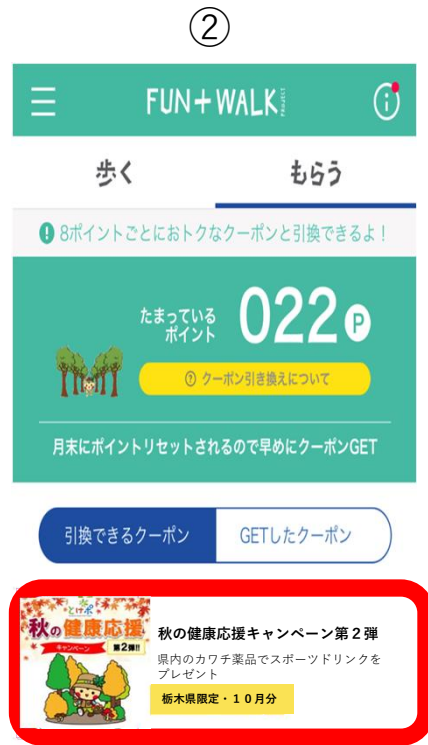 ②
FUN+WALK PROJECT
歩く
もらう
8ポイントごとにおトクなクーポンと引換できるよ！
たまっている
ポイント
022 P
クーポン引き換えについて
月末にポイントリセットされるので早めにクーポンGET
引換できるクーポン
GETしたクーポン
とけポ
秋の健康応援
キャンペーン 第2弾!!
秋の健康応援キャンペーン第２弾
県内のカワチ薬品でスポーツドリンクを
プレゼント
栃木県限定・１０月分